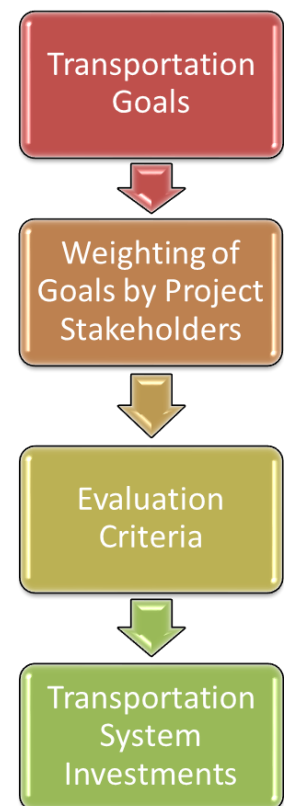 Transportation
Goals
Weighting of
Goals by Project
Stakeholders
Evaluation
Criteria
Transportation
System
Investments